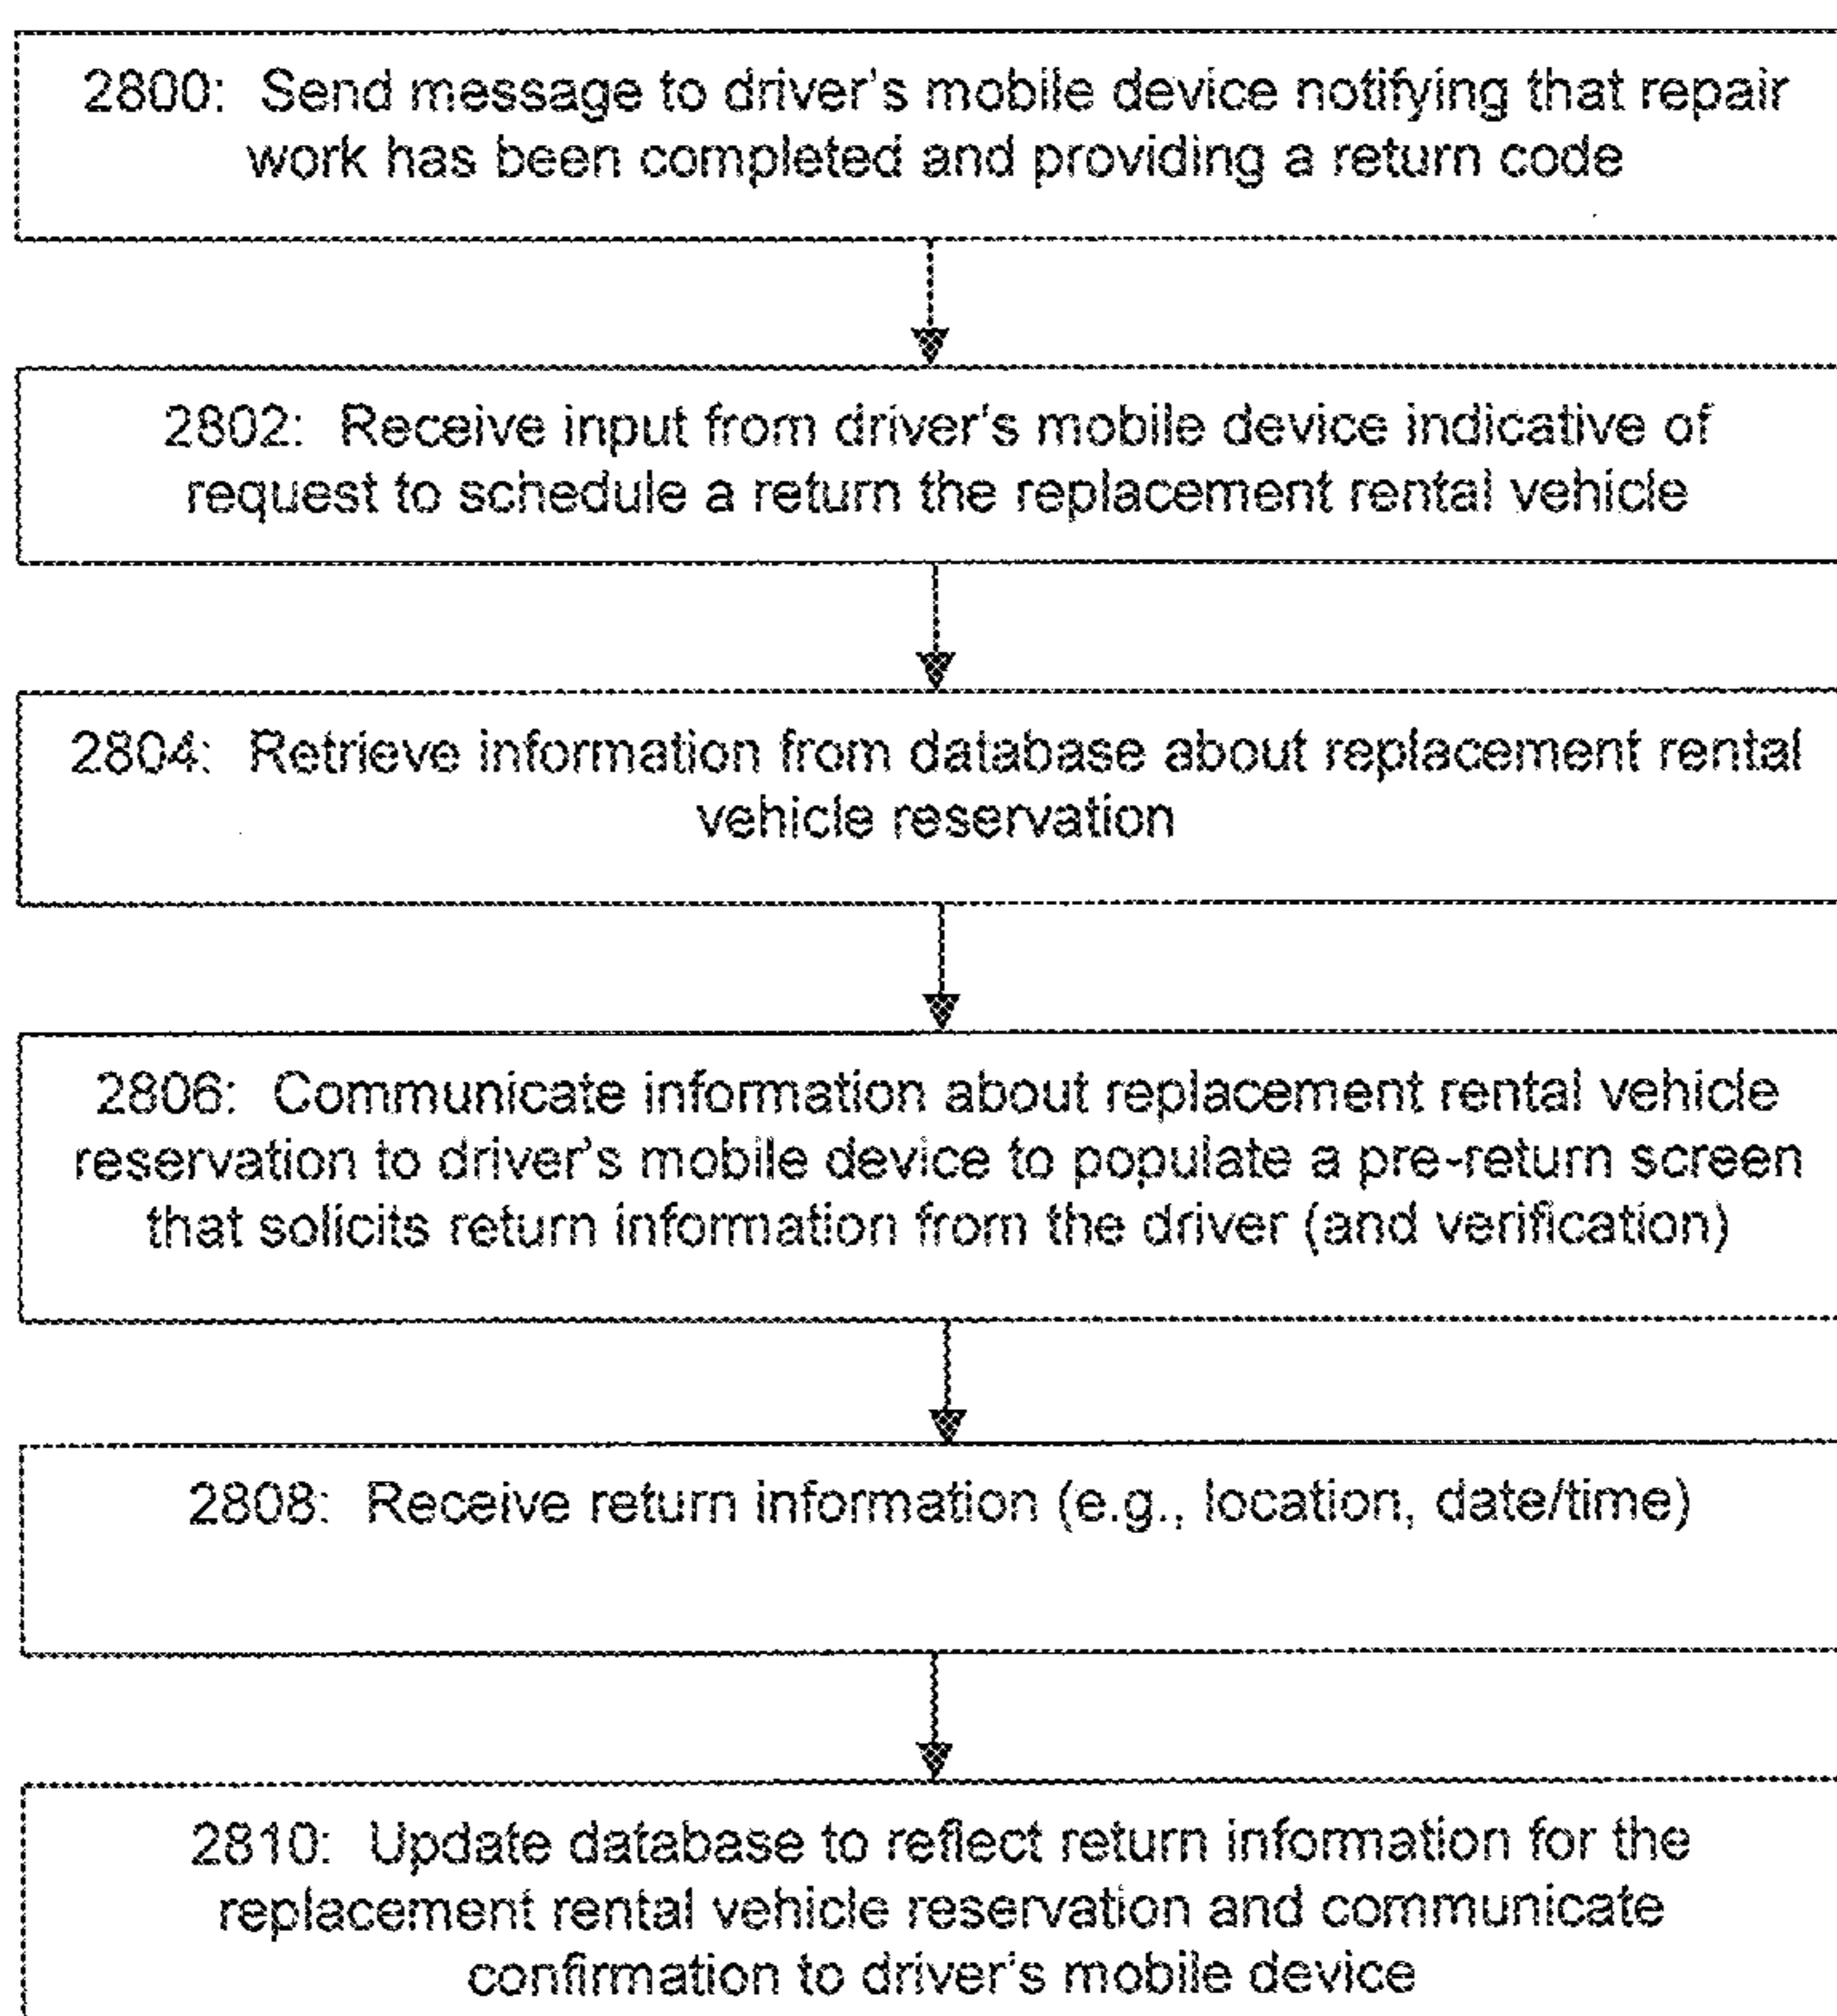 2800: Send message to driver's mobile device notifying that repair
work has been completed and providing a return code
2802: Receive input from driver's mobile device indicative of
request to schedule a return the replacement rental vehicle
2804: Retrieve information from database about replacement rental
vehicle reservation
2806: Communicate information about replacement rental vehicle
reservation to driver's mobile device to populate a pre-return screen
that solicits return information from the driver (and verification)
2808: Receive return information (e.g., location, date/time)
2810: Update database to reflect return information for the
replacement rental vehicle reservation and communicate
confirmation to driver's mobile device